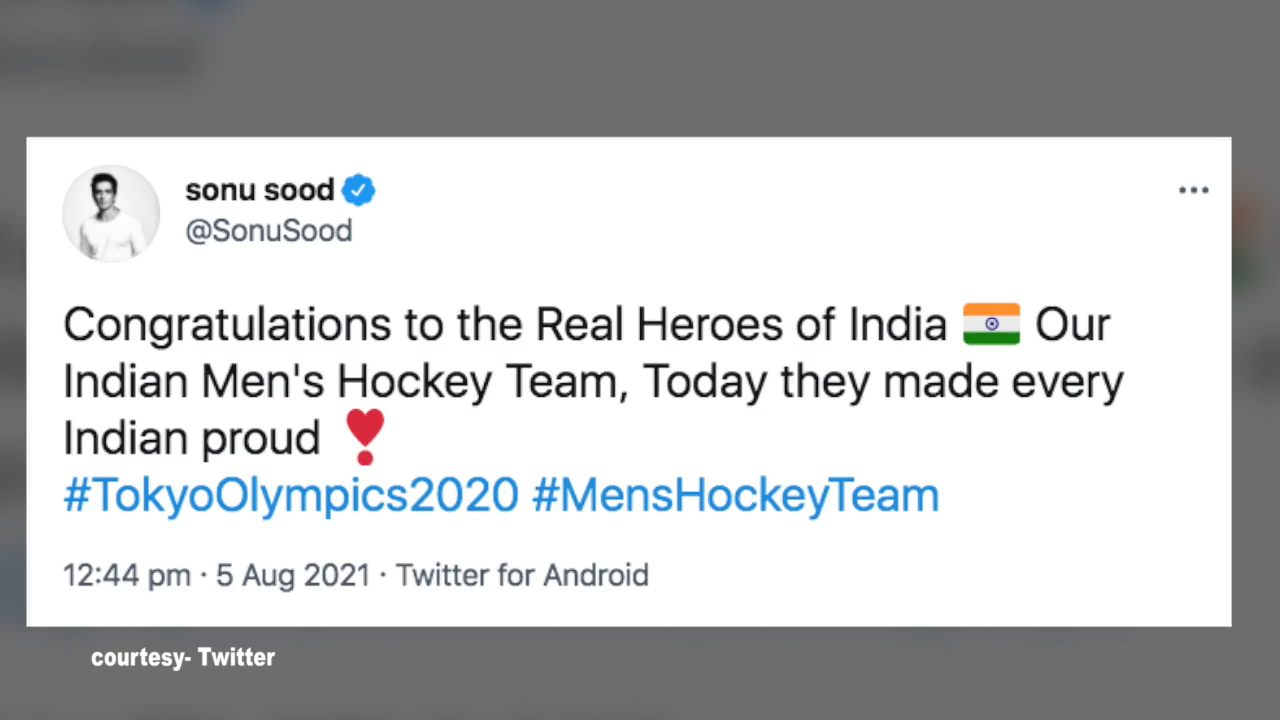 sonu sood
@SonuSood
Congratulations to the Real Heroes of India 🇮🇳 Our
Indian Men's Hockey Team, Today they made every
Indian proud ❣️
#TokyoOlympics2020 #MensHockeyTeam
12:44 pm · 5 Aug 2021 · Twitter for Android
courtesy- Twitter